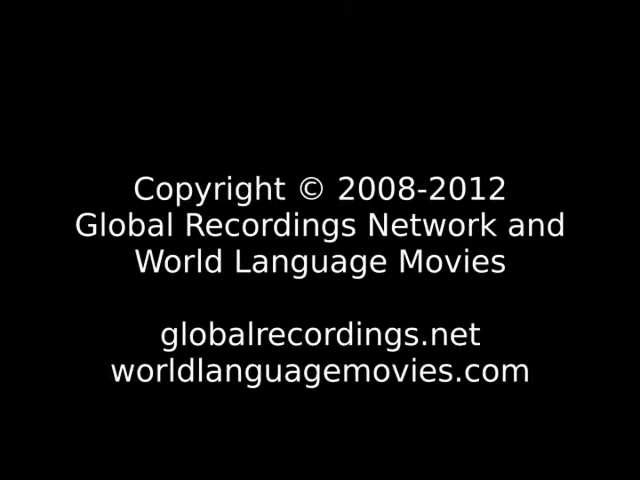 Copyright © 2008-2012
Global Recordings Network and
World Language Movies
globalrecordings.net
worldlanguagemovies.com